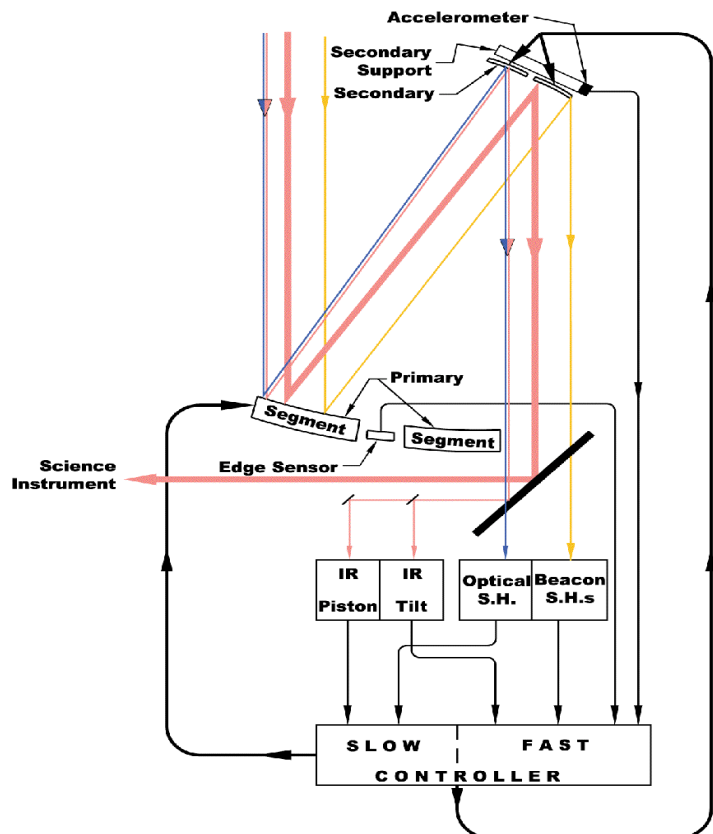 Accelerometer
Secondary
Support
Secondary
Primary
Segment
Segment
Edge Sensor
Science
Instrument
IR
Piston
IR
Tilt
Optical
S.H.
Beacon
S.H.s
SLOW
FAST
CONTROLLER